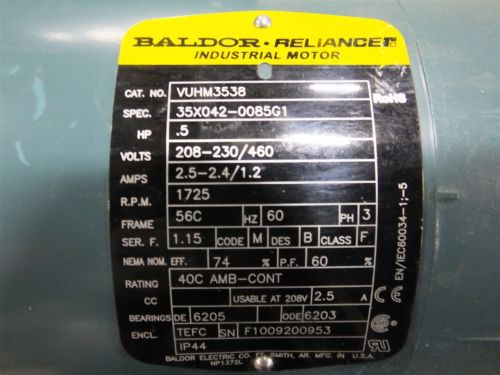 BALDOR · RELIANCE
INDUSTRIAL MOTOR
CAT. NO. VUHM3538
RoHS
SPEC. 35X042-0085G1
HP .5
VOLTS 208-230/460
AMPS 2.5-2.4/1.2
R.P.M. 1725
FRAME 56C HZ 60 PH 3
SER. F. 1.15 CODE M DES B CLASS F
NEMA NOM. EFF. 74 % P.F. 60 %
RATING 40C AMB-CONT
CC USABLE AT 208V 2.5 A
BEARINGS DE 6205 ODE 6203
ENCL. TEFC SN F1009200953
IP44
BALDOR ELECTRIC CO. FT. SMITH, AR. MFG. IN U.S.A.
NP1372L
EN/IEC60034-1;-5